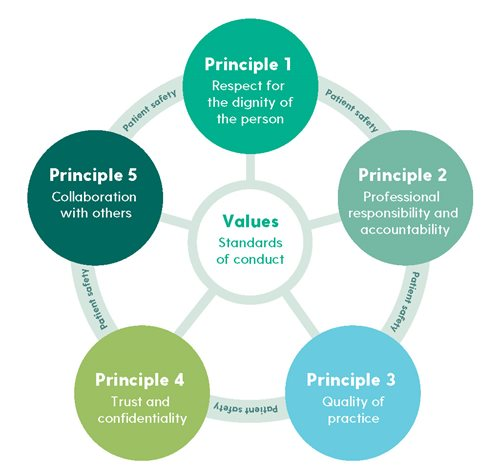 Principle 1
Respect for
the dignity of
the person
Patient safety
Principle 2
Professional
responsibility and
accountability
Patient safety
Principle 3
Quality of
practice
Patient safety
Principle 4
Trust and
confidentiality
Patient safety
Principle 5
Collaboration
with others
Patient safety
Values
Standards
of conduct